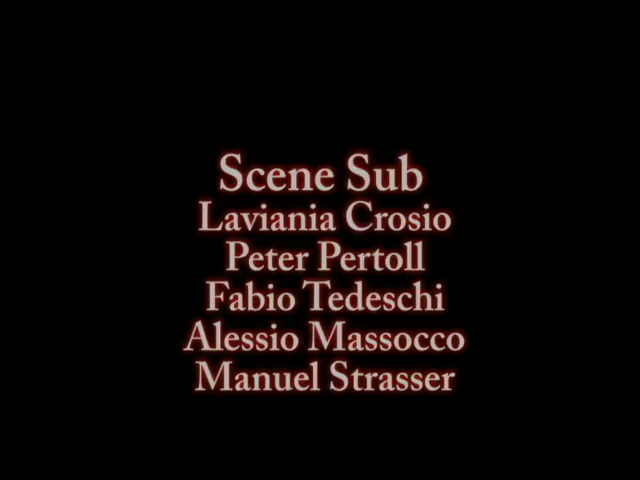 Scene Sub
Laviania Crosio
Peter Pertoll
Fabio Tedeschi
Alessio Massocco
Manuel Strasser